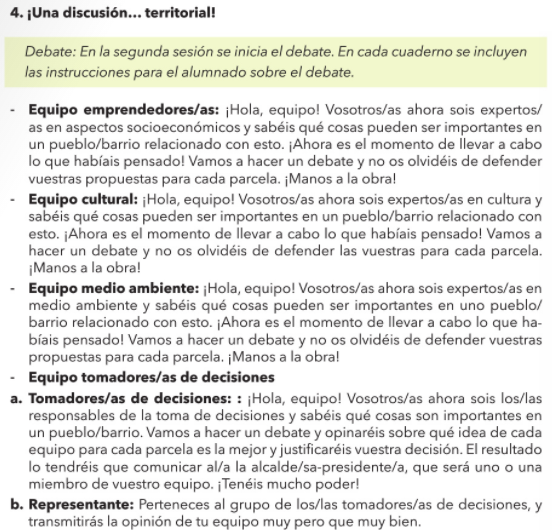 4. ¡Una discusión... territorial!
Debate: En la segunda sesión se inicia el debate. En cada cuaderno se incluyen
las instrucciones para el alumnado sobre el debate.
- Equipo emprendedores/as: ¡Hola, equipo! Vosotros/as ahora sois expertos/
as en aspectos socioeconómicos y sabéis qué cosas pueden ser importantes en
un pueblo/barrio relacionado con esto. ¡Ahora es el momento de llevar a cabo
lo que habíais pensado! Vamos a hacer un debate y no os olvidéis de defender
vuestras propuestas para cada parcela. ¡Manos a la obra!
- Equipo cultural: ¡Hola, equipo! Vosotros/as ahora sois expertos/as en cultura y
sabéis qué cosas pueden ser importantes en un pueblo/barrio relacionado con
esto. ¡Ahora es el momento de llevar a cabo lo que habíais pensado! Vamos a
hacer un debate y no os olvidéis de defender las vuestras para cada parcela.
¡Manos a la obra!
- Equipo medio ambiente: ¡Hola, equipo! Vosotros/as ahora sois expertos/as en
medio ambiente y sabéis qué cosas pueden ser importantes en uno pueblo/
barrio relacionado con esto. ¡Ahora es el momento de llevar a cabo lo que ha-
bíais pensado! Vamos a hacer un debate y no os olvidéis de defender vuestras
propuestas para cada parcela. ¡Manos a la obra!
- Equipo tomadores/as de decisiones
a. Tomadores/as de decisiones: : ¡Hola, equipo! Vosotros/as ahora sois los/las
responsables de la toma de decisiones y sabéis qué cosas son importantes en
un pueblo/barrio. Vamos a hacer un debate y opinaréis sobre qué idea de cada
equipo para cada parcela es la mejor y justificaréis vuestra decisión. El resultado
lo tendréis que comunicar al/a la alcalde/sa-presidente/a, que será uno o una
miembro de vuestro equipo. ¡Tenéis mucho poder!
b. Representante: Perteneces al grupo de los/las tomadores/as de decisiones, y
transmitirás la opinión de tu equipo muy pero que muy bien.